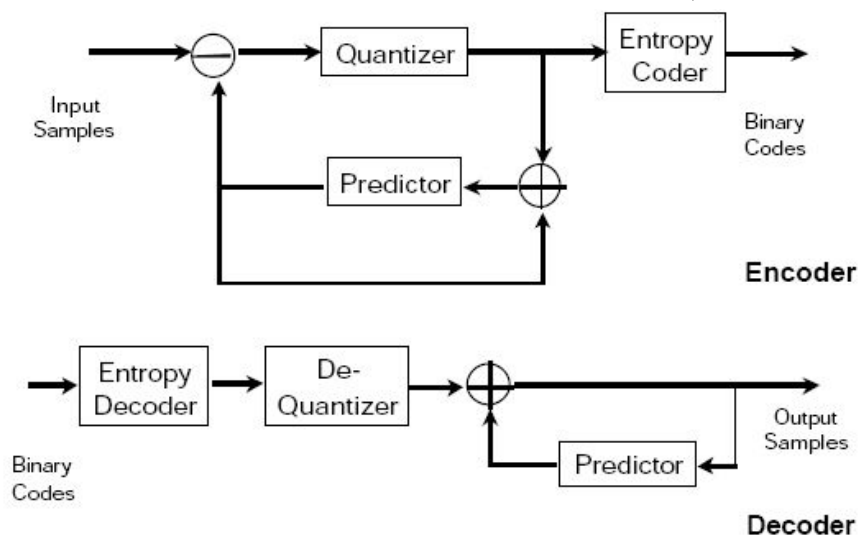 Quantizer
Entropy
Coder
Input
Samples
Binary
Codes
Predictor
Encoder
Entropy
Decoder
De-
Quantizer
Output
Samples
Predictor
Binary
Codes
Decoder